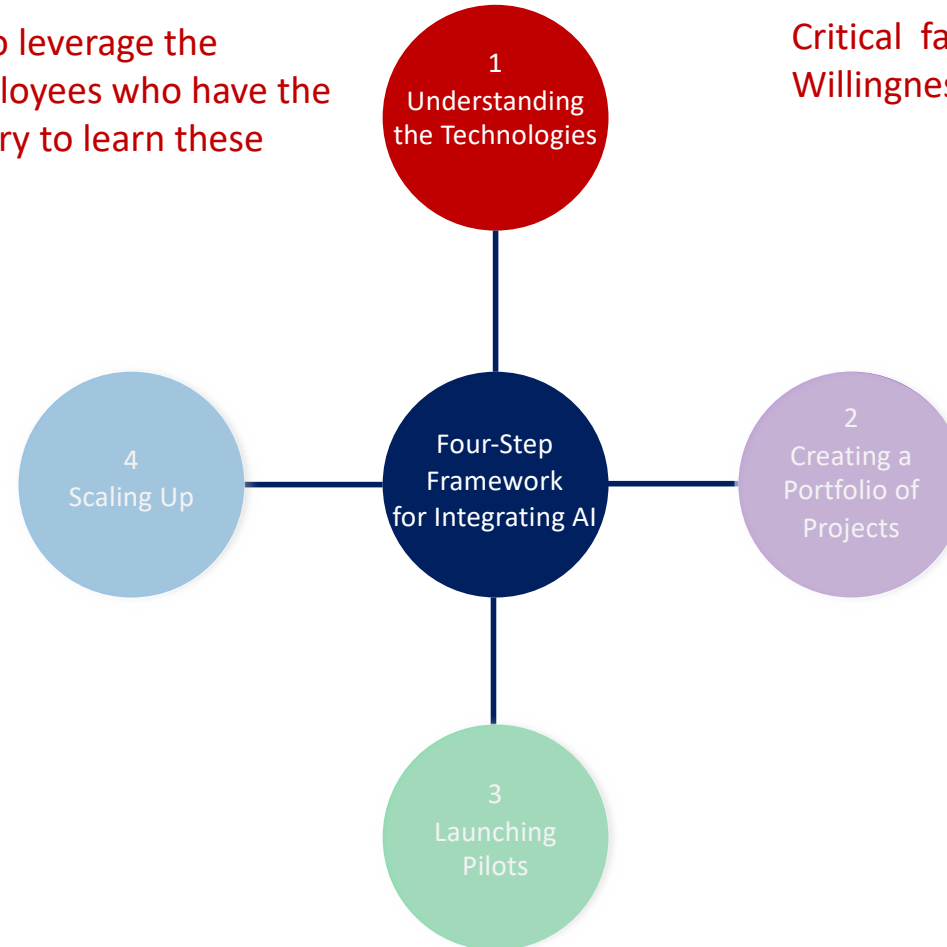 leverage the
loyees who have the
ry to learn these
Critical fa
Willingnes
1
Understanding
the Technologies
4
Scaling Up
Four-Step
Framework
for Integrating AI
2
Creating a
Portfolio of
Projects
3
Launching
Pilots